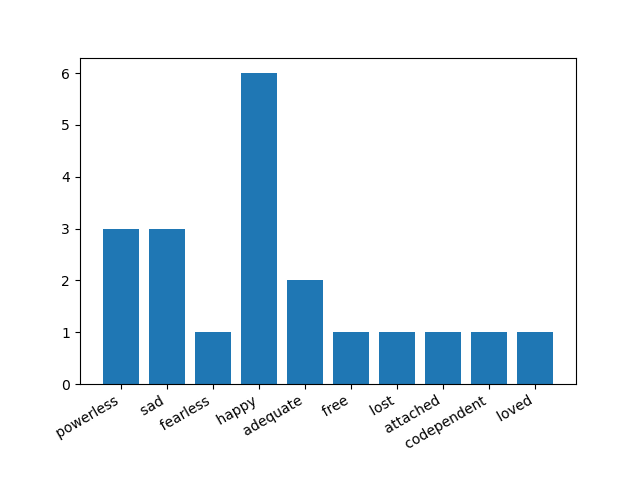 6
5
4
3
2
1
0
powerless
sad
fearless
happy
adequate
free
lost
attached
codependent
loved